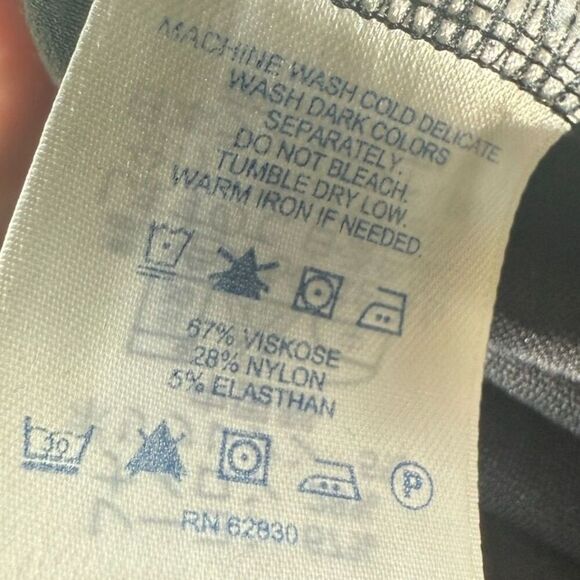 MACHINE WASH COLD DELICATE
WASH DARK COLORS
SEPARATELY.
DO NOT BLEACH.
TUMBLE DRY LOW.
WARM IRON IF NEEDED.
67% VISKOSE
28% NYLON
5% ELASTHAN
30
P
RN 62830